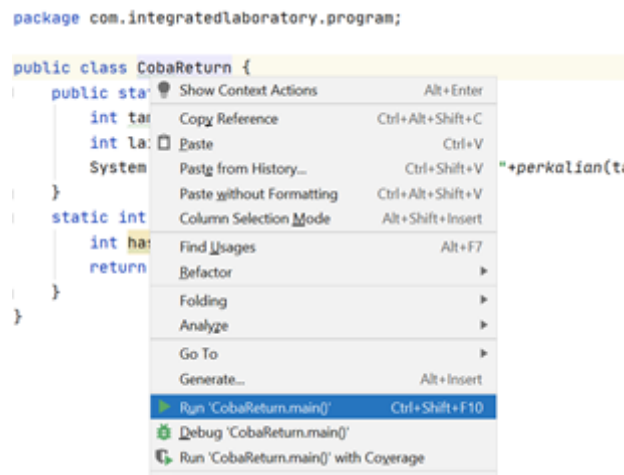 package com.integratedlaboratory.program;
public class CobaReturn {
public sta
int tam
int la
System "+perkalian(ta
}
static int
int has
return
}
}
Show Context Actions Alt+Enter
Copy Reference Ctrl+Alt+Shift+C
Paste Ctrl+V
Paste from History... Ctrl+Shift+V
Paste without Formatting Ctrl+Alt+Shift+V
Column Selection Mode Alt+Shift+Insert
Find Usages Alt+F7
Refactor
Folding
Analyze
Go To
Generate... Alt+Insert
Run 'CobaReturn.main()' Ctrl+Shift+F10
Debug 'CobaReturn.main()'
Run 'CobaReturn.main()' with Coverage